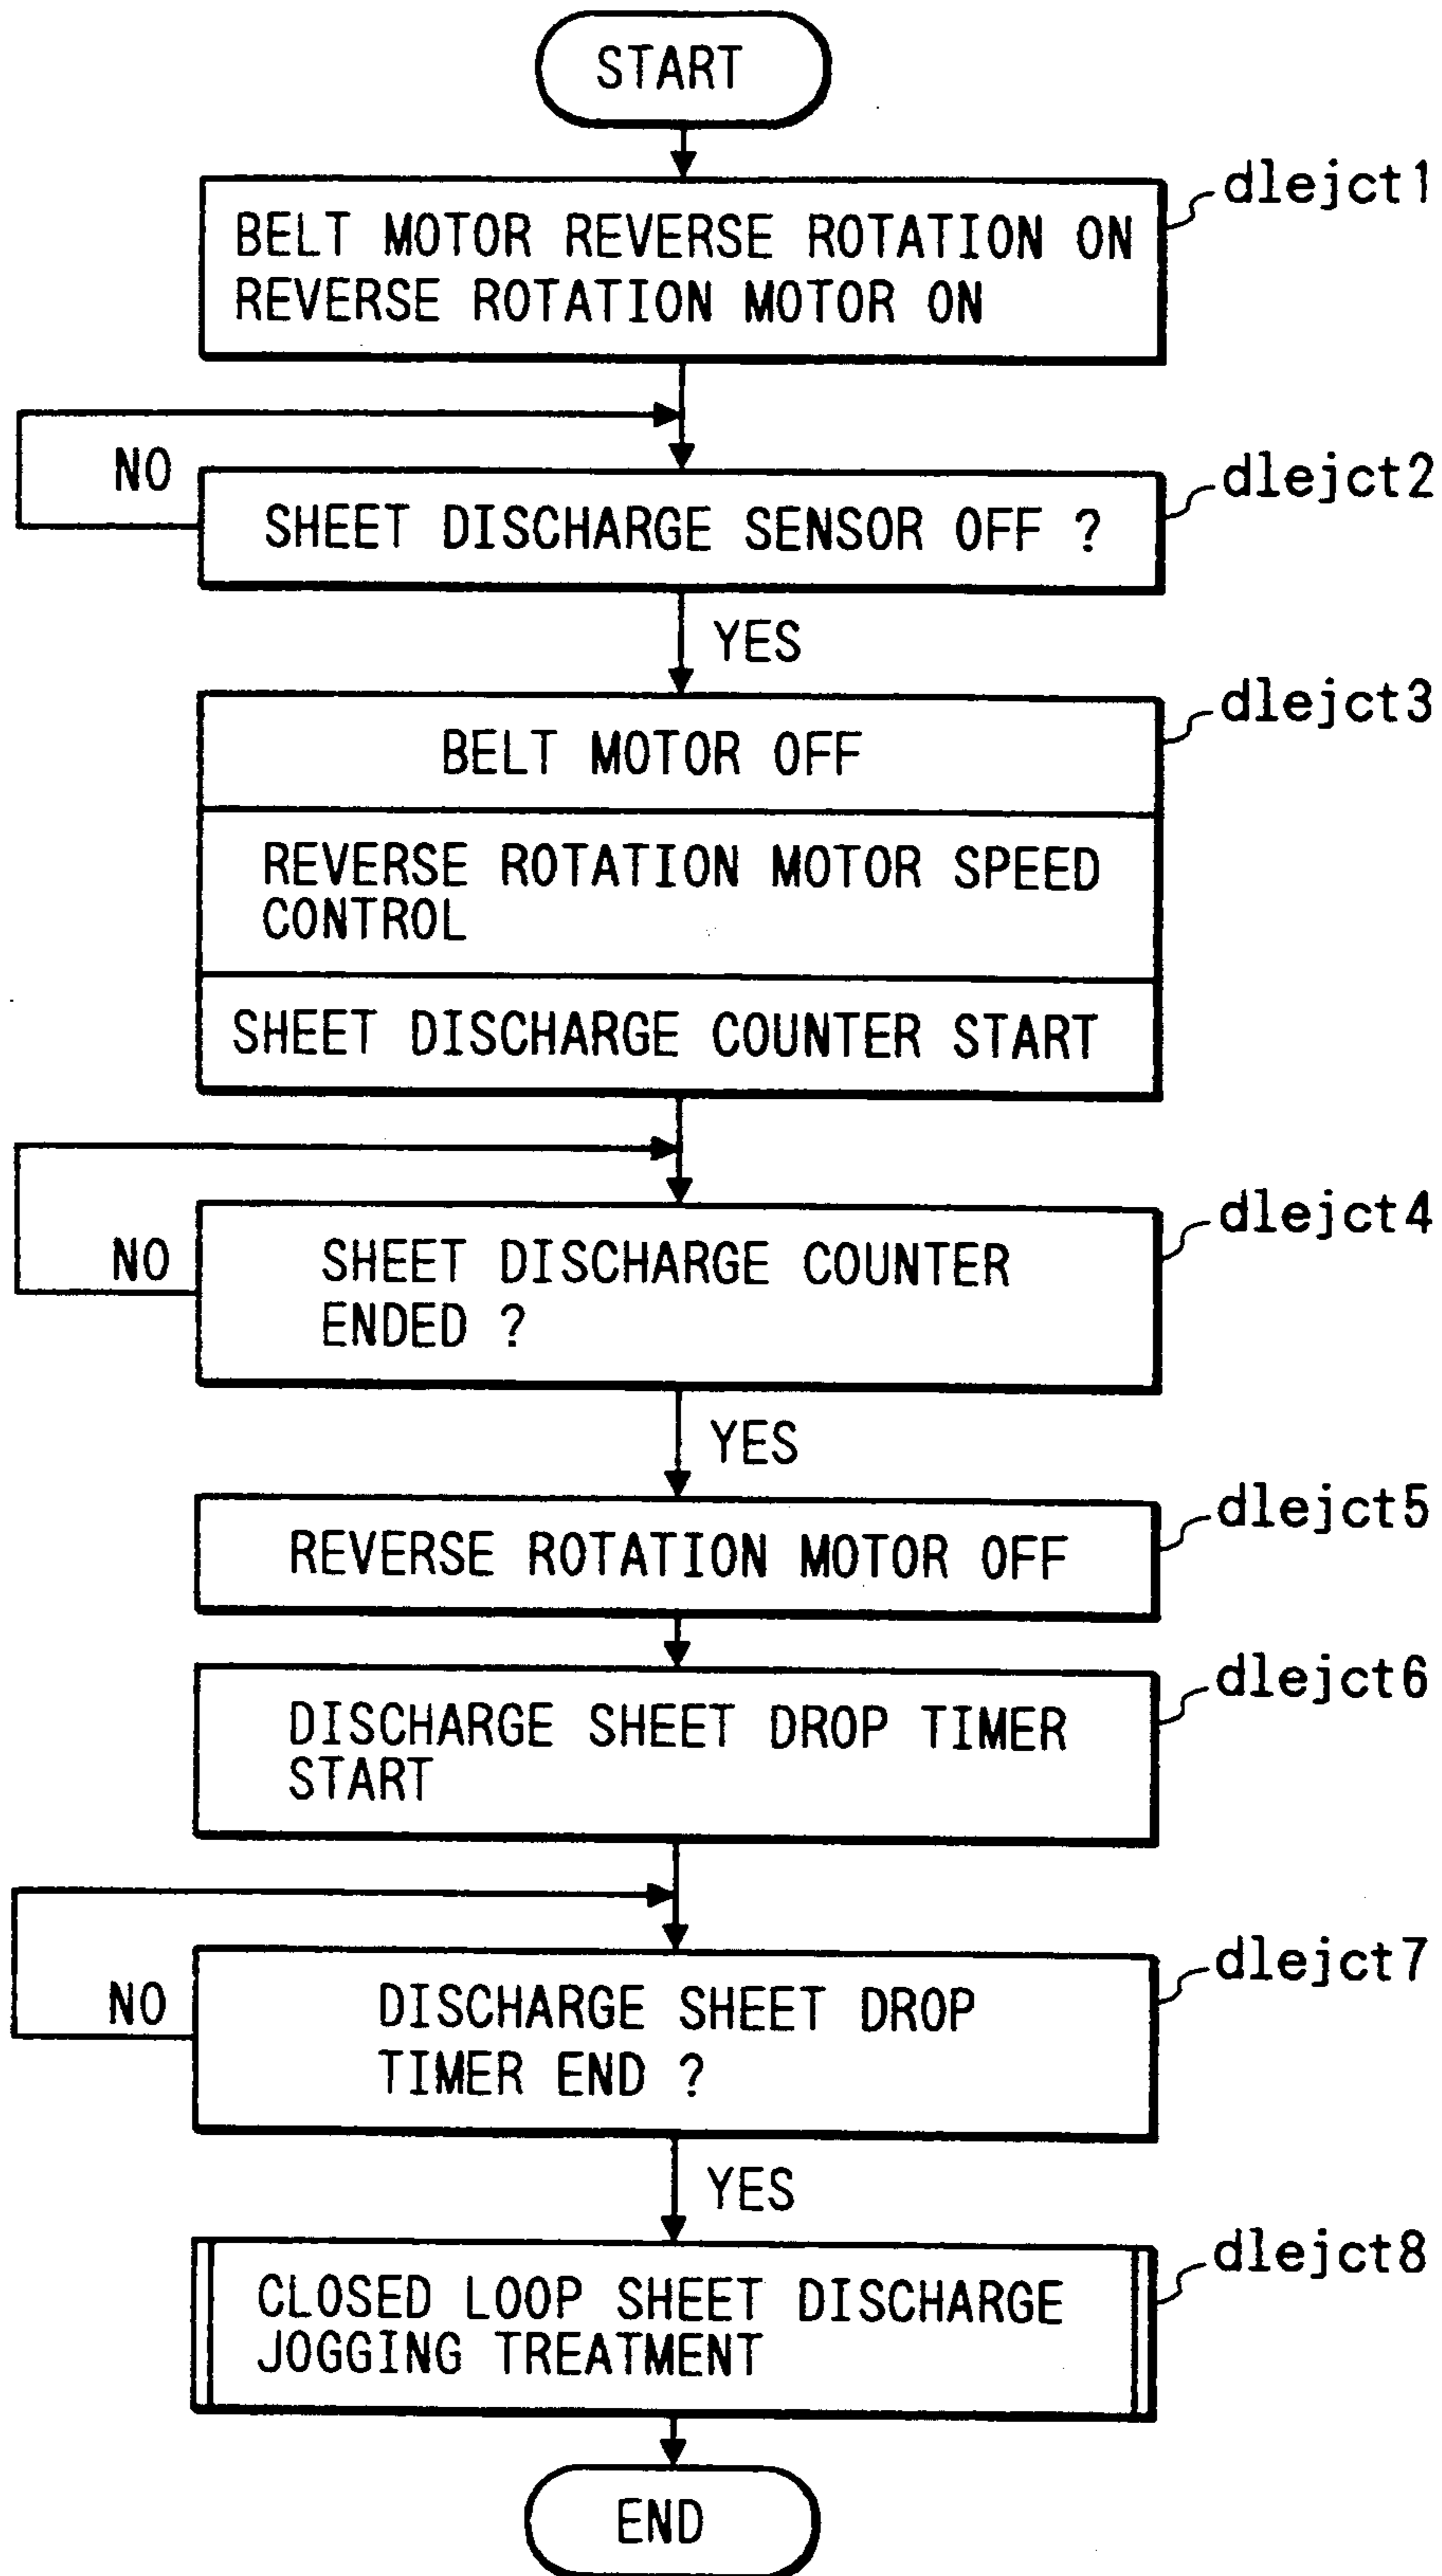 START
dlejct1
BELT MOTOR REVERSE ROTATION ON
REVERSE ROTATION MOTOR ON
NO
dlejct2
SHEET DISCHARGE SENSOR OFF ?
YES
dlejct3
BELT MOTOR OFF
REVERSE ROTATION MOTOR SPEED
CONTROL
SHEET DISCHARGE COUNTER START
dlejct4
NO
SHEET DISCHARGE COUNTER
ENDED ?
YES
dlejct5
REVERSE ROTATION MOTOR OFF
dlejct6
DISCHARGE SHEET DROP TIMER
START
dlejct7
NO
DISCHARGE SHEET DROP
TIMER END ?
YES
dlejct8
CLOSED LOOP SHEET DISCHARGE
JOGGING TREATMENT
END